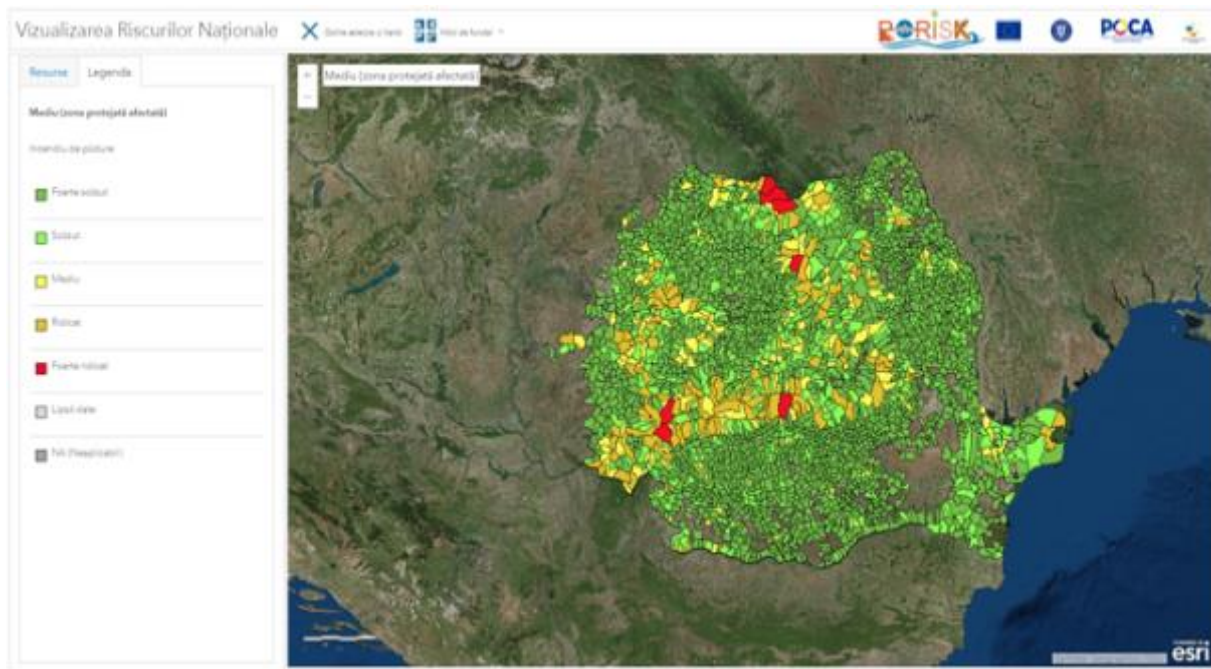 Vizualizarea Riscurilor Naționale
RORISK
POCA
Resurse
Legenda
Mediu (zona protejată afectată)
Mediu (zona protejată afectată)
Incendiu de pădure
Foarte scăzut
Scăzut
Mediu
Ridicat
Foarte ridicat
Lipsă date
NA (Neaplicabil)
esri